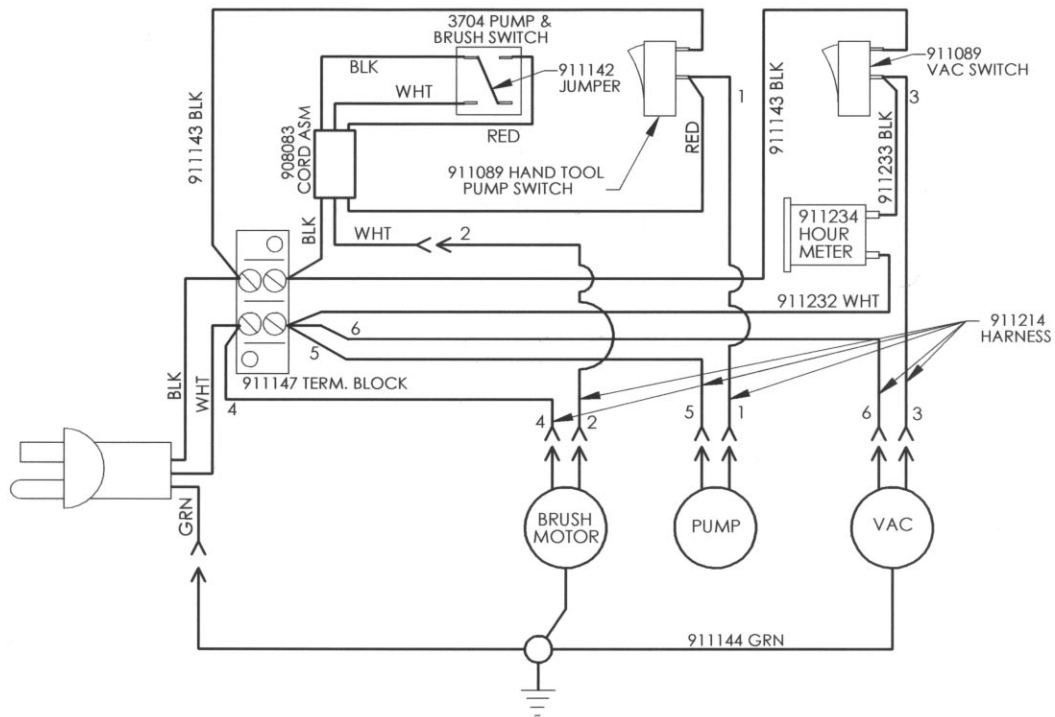 3704 PUMP &
BRUSH SWITCH
BLK
911142
JUMPER
WHT
RED
911143 BLK
908083
CORD ASM
911089 HAND TOOL
PUMP SWITCH
1
RED
911143 BLK
911089
VAC SWITCH
3
911233 BLK
911234
HOUR
METER
BLK
WHT
2
911232 WHT
6
5
911147 TERM. BLOCK
4
911214
HARNESS
BLK
WHT
4
2
5
1
6
3
GRN
BRUSH
MOTOR
PUMP
VAC
911144 GRN